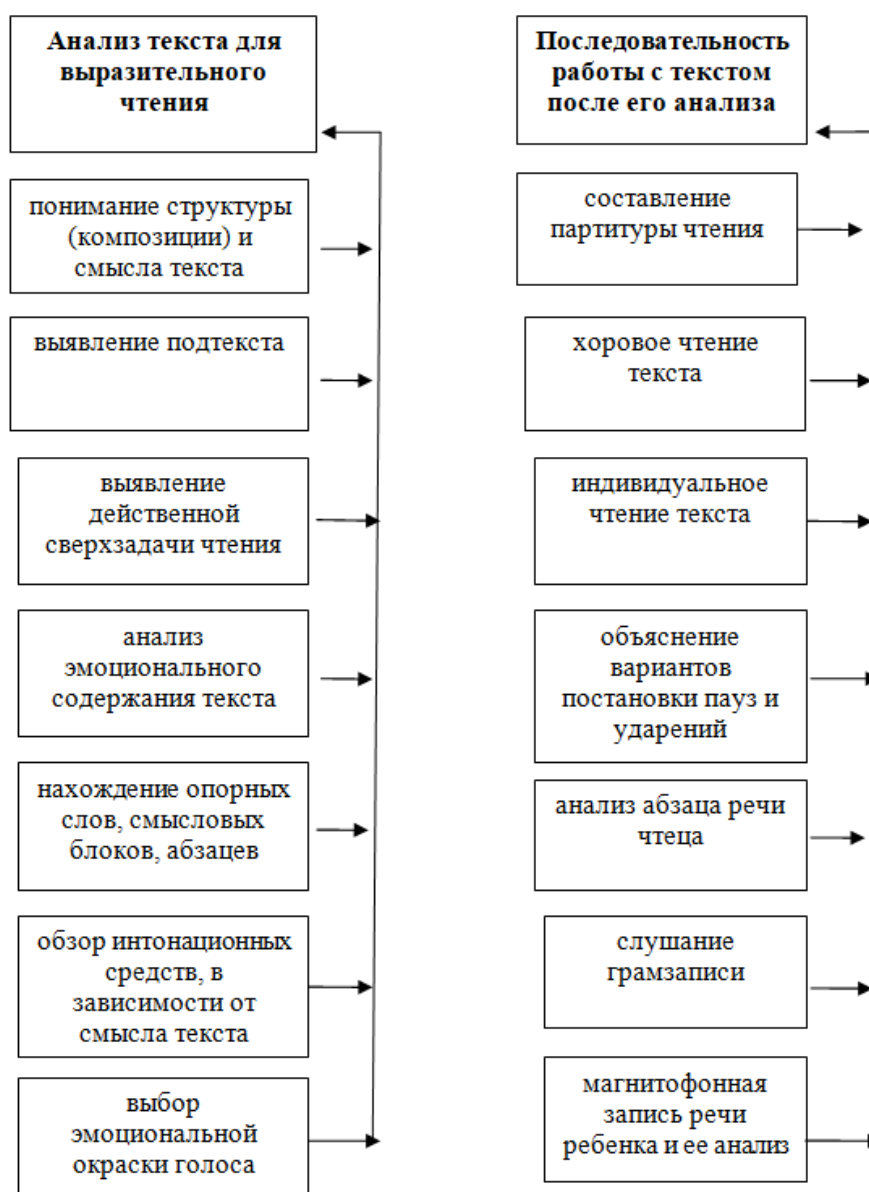 Анализ текста для
выразительного
чтения
понимание структуры
(композиции) и
смысла текста
выявление подтекста
выявление
действенной
сверхзадачи чтения
анализ
эмоционального
содержания текста
нахождение опорных
слов, смысловых
блоков, абзацев
обзор интонационных
средств, в
зависимости от
смысла текста
выбор
эмоциональной
окраски голоса
Последовательность
работы с текстом
после его анализа
составление
партитуры чтения
хоровое чтение
текста
индивидуальное
чтение текста
объяснение
вариантов
постановки пауз и
ударений
анализ абзаца речи
чтеца
слушание
грамзаписи
магнитофонная
запись речи
ребенка и ее анализ